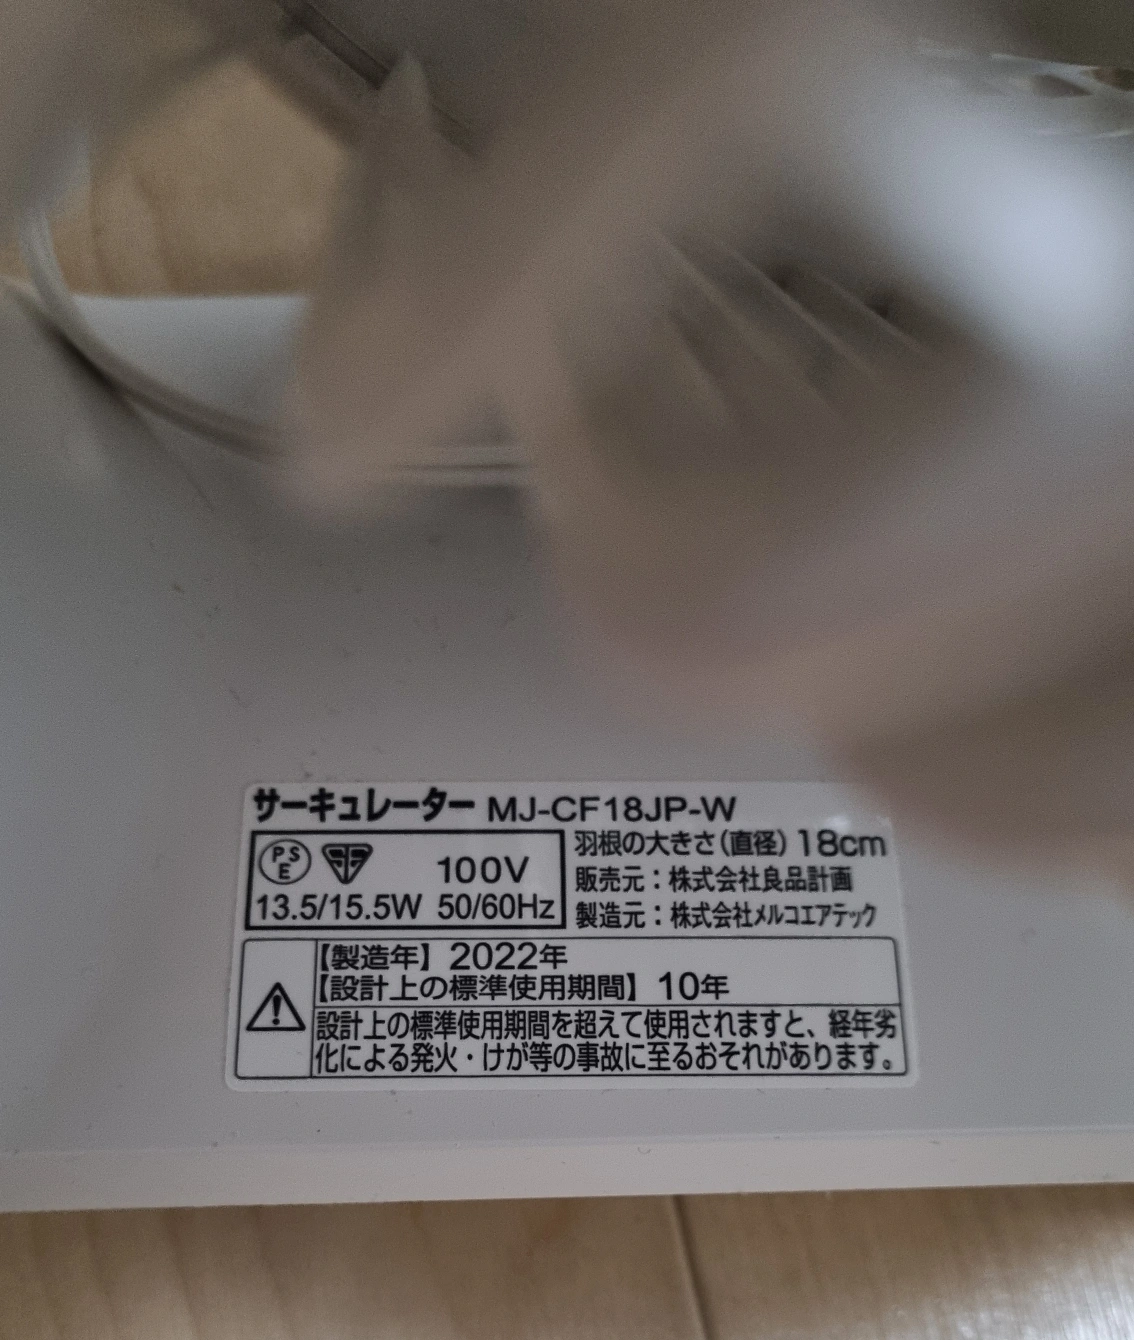 サーキュレーター MJ-CF18JP-W
PSE 100V
13.5/15.5W 50/60Hz
羽根の大きさ(直径)18cm
販売元:株式会社良品計画
製造元:株式会社メルコエアテック
【製造年】2022年
【設計上の標準使用期間】10年
設計上の標準使用期間を超えて使用されますと、経年劣
化による発火・けが等の事故に至るおそれがあります。